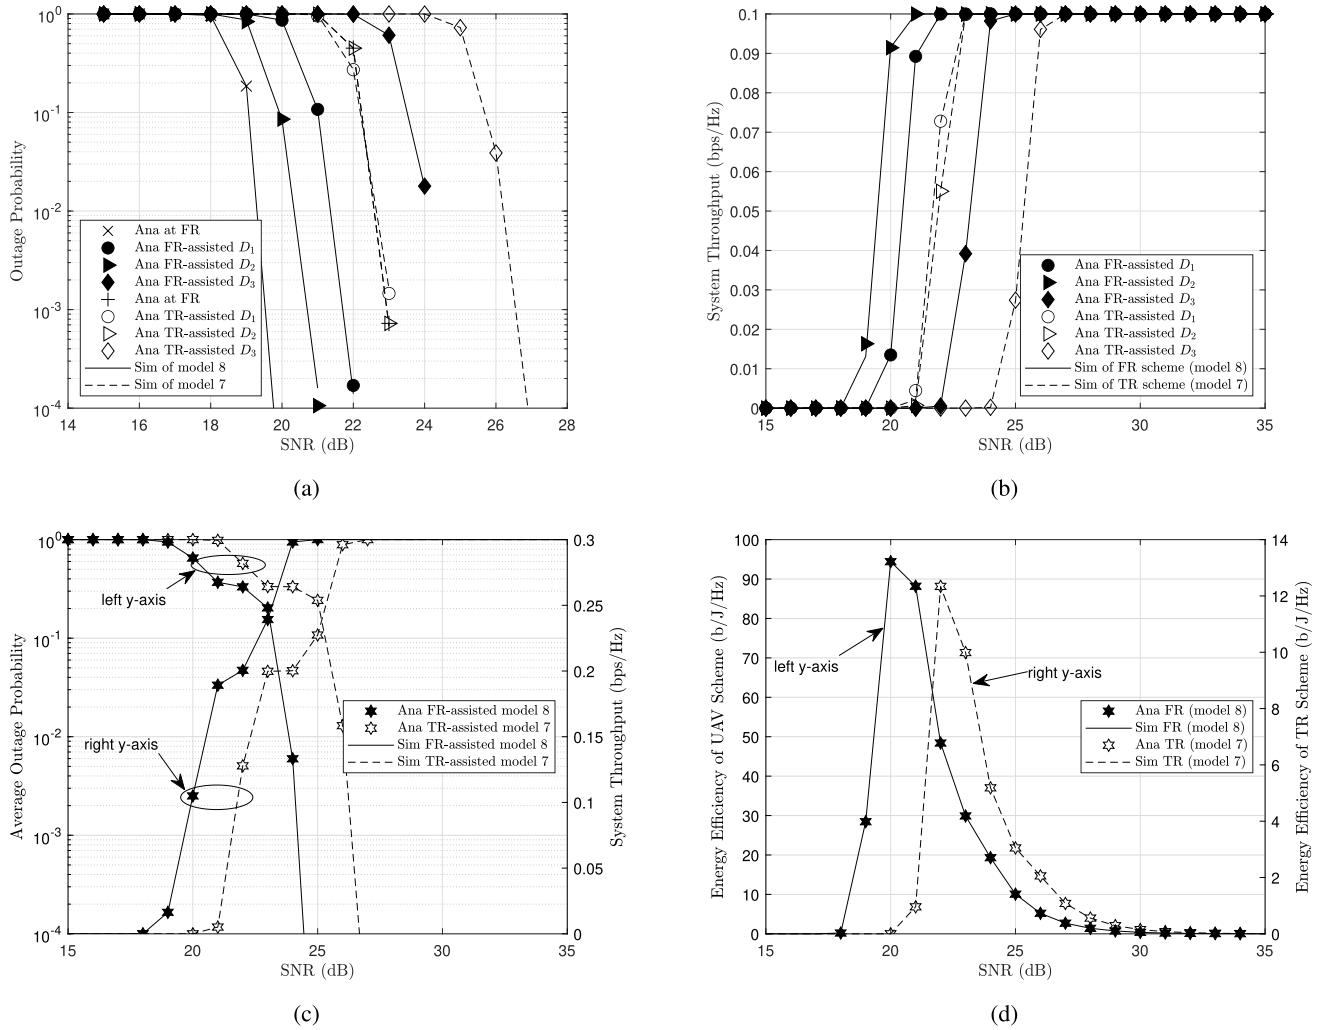 10^0
10^-1
10^-2
10^-3
10^-4
Outage Probability
Ana at FR
Ana FR-assisted D_1
Ana FR-assisted D_2
Ana FR-assisted D_3
Ana at FR
Ana TR-assisted D_1
Ana TR-assisted D_2
Ana TR-assisted D_3
Sim of model 8
Sim of model 7
14 16 18 20 22 24 26 28
SNR (dB)
(a)
0.1
0.09
0.08
0.07
0.06
0.05
0.04
0.03
0.02
0.01
0
System Throughput (bps/Hz)
Ana FR-assisted D_1
Ana FR-assisted D_2
Ana FR-assisted D_3
Ana TR-assisted D_1
Ana TR-assisted D_2
Ana TR-assisted D_3
Sim of FR scheme (model 8)
Sim of TR scheme (model 7)
15 20 25 30 35
SNR (dB)
(b)
10^0
10^-1
10^-2
10^-3
10^-4
Average Outage Probability
left y-axis
right y-axis
Ana FR-assisted model 8
Ana TR-assisted model 7
Sim FR-assisted model 8
Sim TR-assisted model 7
0.3
0.25
0.2
0.15
0.1
0.05
0
System Throughput (bps/Hz)
15 20 25 30 35
SNR (dB)
(c)
100
90
80
70
60
50
40
30
20
10
0
Energy Efficiency of UAV Scheme (b/J/Hz)
left y-axis
right y-axis
Ana FR (model 8)
Sim FR (model 8)
Ana TR (model 7)
Sim TR (model 7)
14
12
10
8
6
4
2
0
Energy Efficiency of TR Scheme (b/J/Hz)
15 20 25 30 35
SNR (dB)
(d)